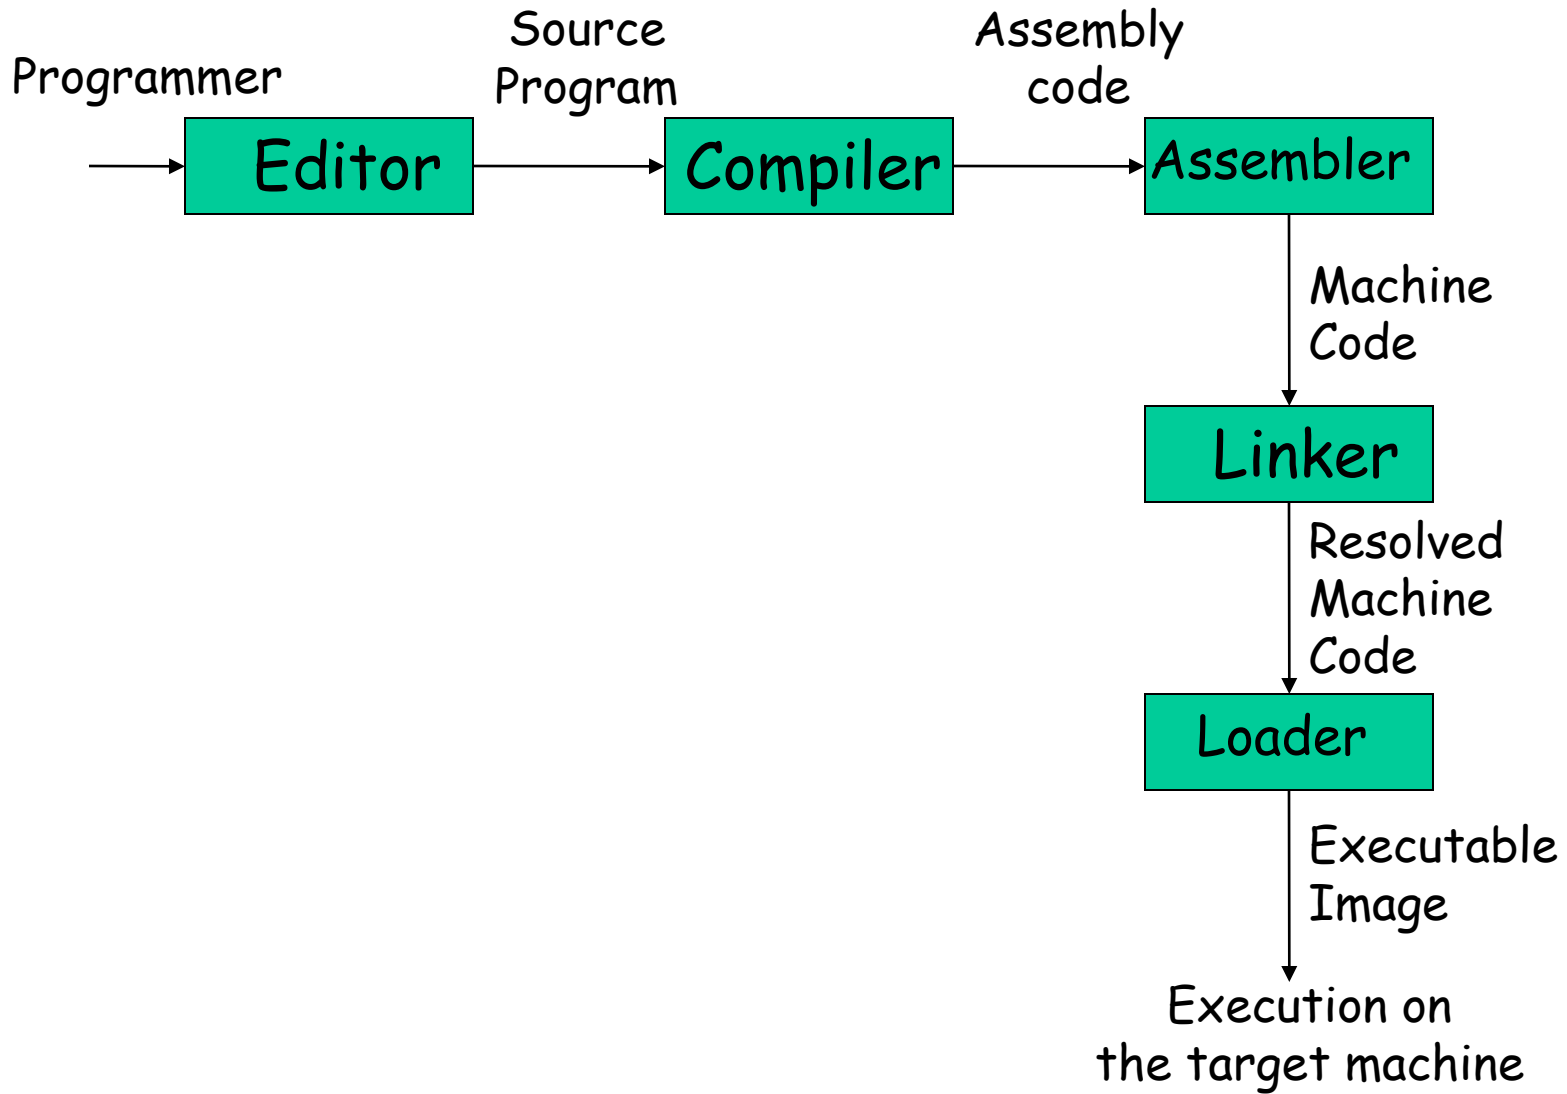 Programmer
Source
Program
Assembly
code
Editor
Compiler
Assembler
Machine
Code
Linker
Resolved
Machine
Code
Loader
Executable
Image
Execution on
the target machine